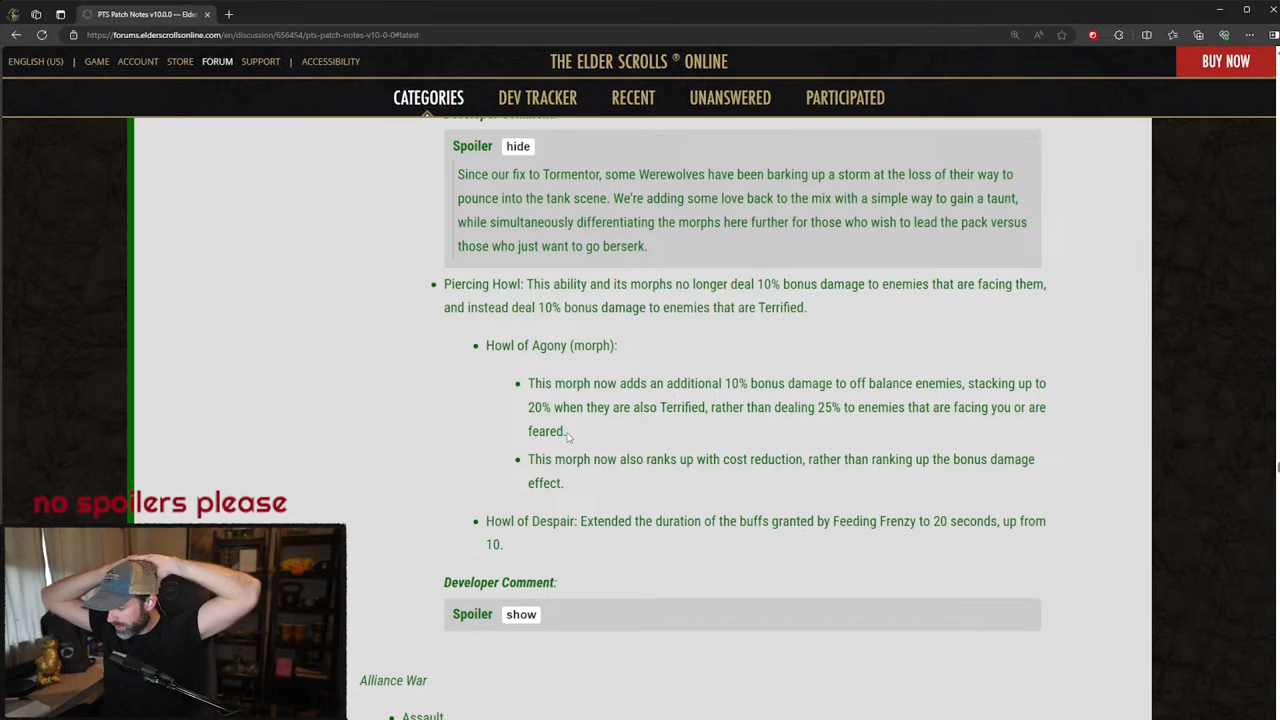 PTS Patch Notes v10.0.0 — Elder
https://forums.elderscrollsonline.com/en/discussion/656454/pts-patch-notes-v10-0-0#latest
ENGLISH (US) | GAME ACCOUNT STORE FORUM SUPPORT | ACCESSIBILITY
THE ELDER SCROLLS ® ONLINE
BUY NOW
CATEGORIES DEV TRACKER RECENT UNANSWERED PARTICIPATED
Developer Comment:
Spoiler hide
Since our fix to Tormentor, some Werewolves have been barking up a storm at the loss of their way to
pounce into the tank scene. We're adding some love back to the mix with a simple way to gain a taunt,
while simultaneously differentiating the morphs here further for those who wish to lead the pack versus
those who just want to go berserk.
• Piercing Howl: This ability and its morphs no longer deal 10% bonus damage to enemies that are facing them,
and instead deal 10% bonus damage to enemies that are Terrified.
• Howl of Agony (morph):
• This morph now adds an additional 10% bonus damage to off balance enemies, stacking up to
20% when they are also Terrified, rather than dealing 25% to enemies that are facing you or are
feared.
• This morph now also ranks up with cost reduction, rather than ranking up the bonus damage
effect.
• Howl of Despair: Extended the duration of the buffs granted by Feeding Frenzy to 20 seconds, up from
10.
Developer Comment:
Spoiler show
Alliance War
• Assault
no spoilers please